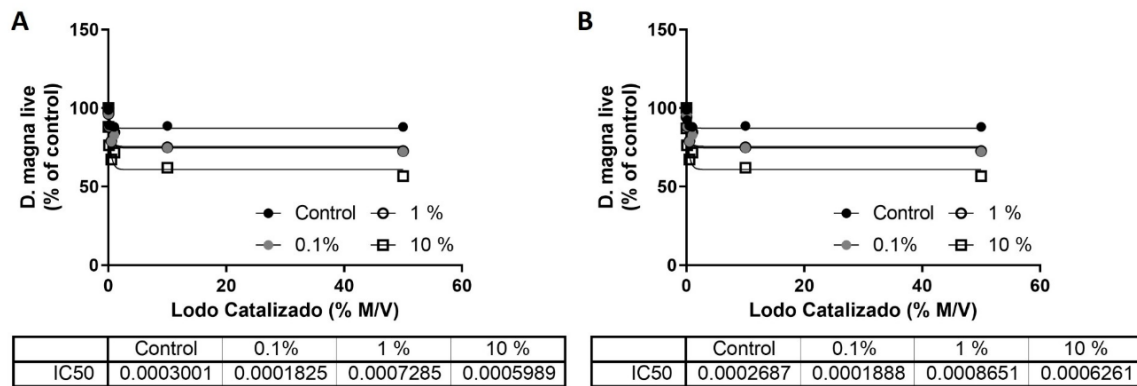 A
D. magna live
(% of control)
150
100
50
0
Control
1 %
0.1%
10 %
0
20
40
60
Lodo Catalizado (% M/V)
Control 0.1% 1 % 10 %
IC50 0.0003001 0.0001825 0.0007285 0.0005989
B
D. magna live
(% of control)
150
100
50
0
Control
1 %
0.1%
10 %
0
20
40
60
Lodo Catalizado (% M/V)
Control 0.1% 1 % 10 %
IC50 0.0002687 0.0001888 0.0008651 0.0006261